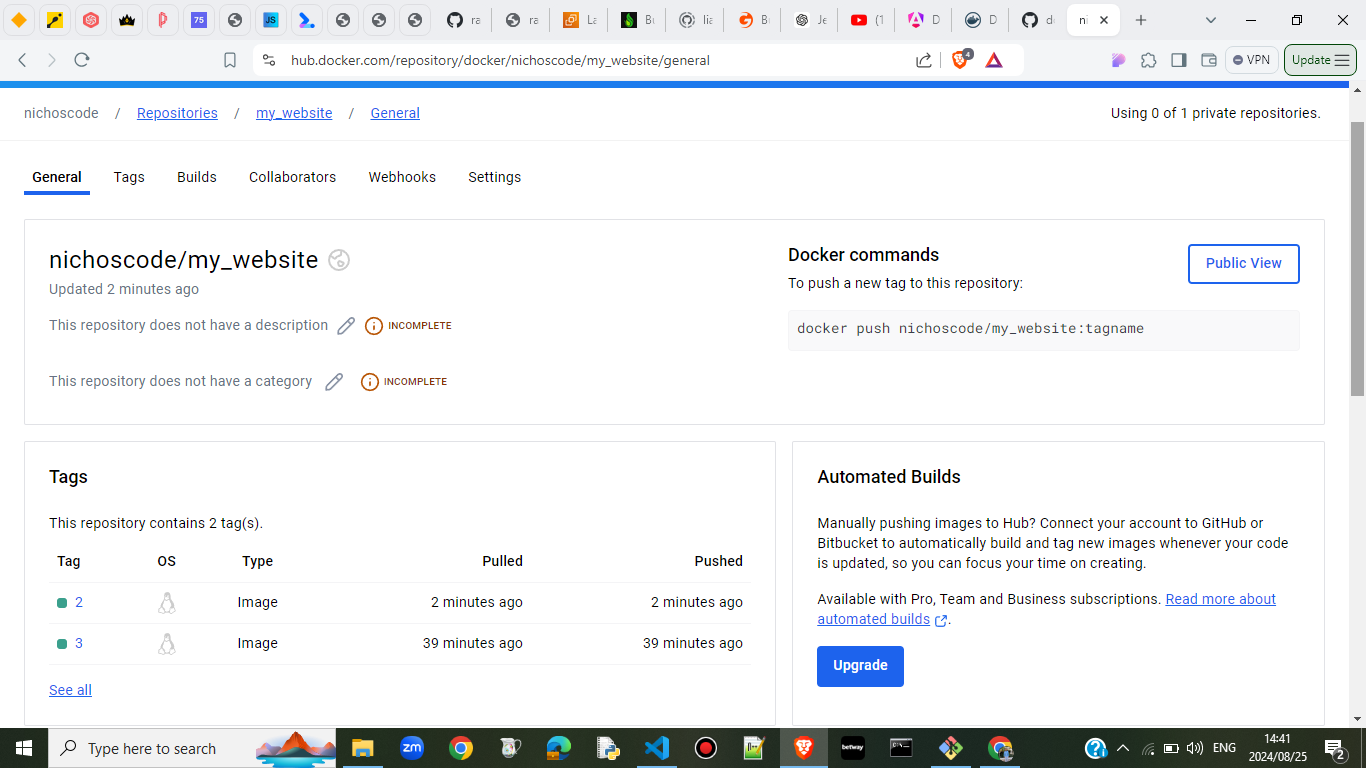 75
JS
ra
ra
La
Bu
lia
Be
Je
(1
D
D
de
ni
hub.docker.com/repository/docker/nichoscode/my_website/general
4
VPN
Update
nichoscode / Repositories / my_website / General
Using 0 of 1 private repositories.
General Tags Builds Collaborators Webhooks Settings
nichoscode/my_website
Updated 2 minutes ago
This repository does not have a description INCOMPLETE
This repository does not have a category INCOMPLETE
Docker commands
Public View
To push a new tag to this repository:
docker push nichoscode/my_website:tagname
Tags
This repository contains 2 tag(s).
Tag OS Type Pulled Pushed
2 Image 2 minutes ago 2 minutes ago
3 Image 39 minutes ago 39 minutes ago
See all
Automated Builds
Manually pushing images to Hub? Connect your account to GitHub or
Bitbucket to automatically build and tag new images whenever your code
is updated, so you can focus your time on creating.
Available with Pro, Team and Business subscriptions. Read more about
automated builds .
Upgrade
Type here to search
zm
betway
ENG
14:41
2024/08/25
2